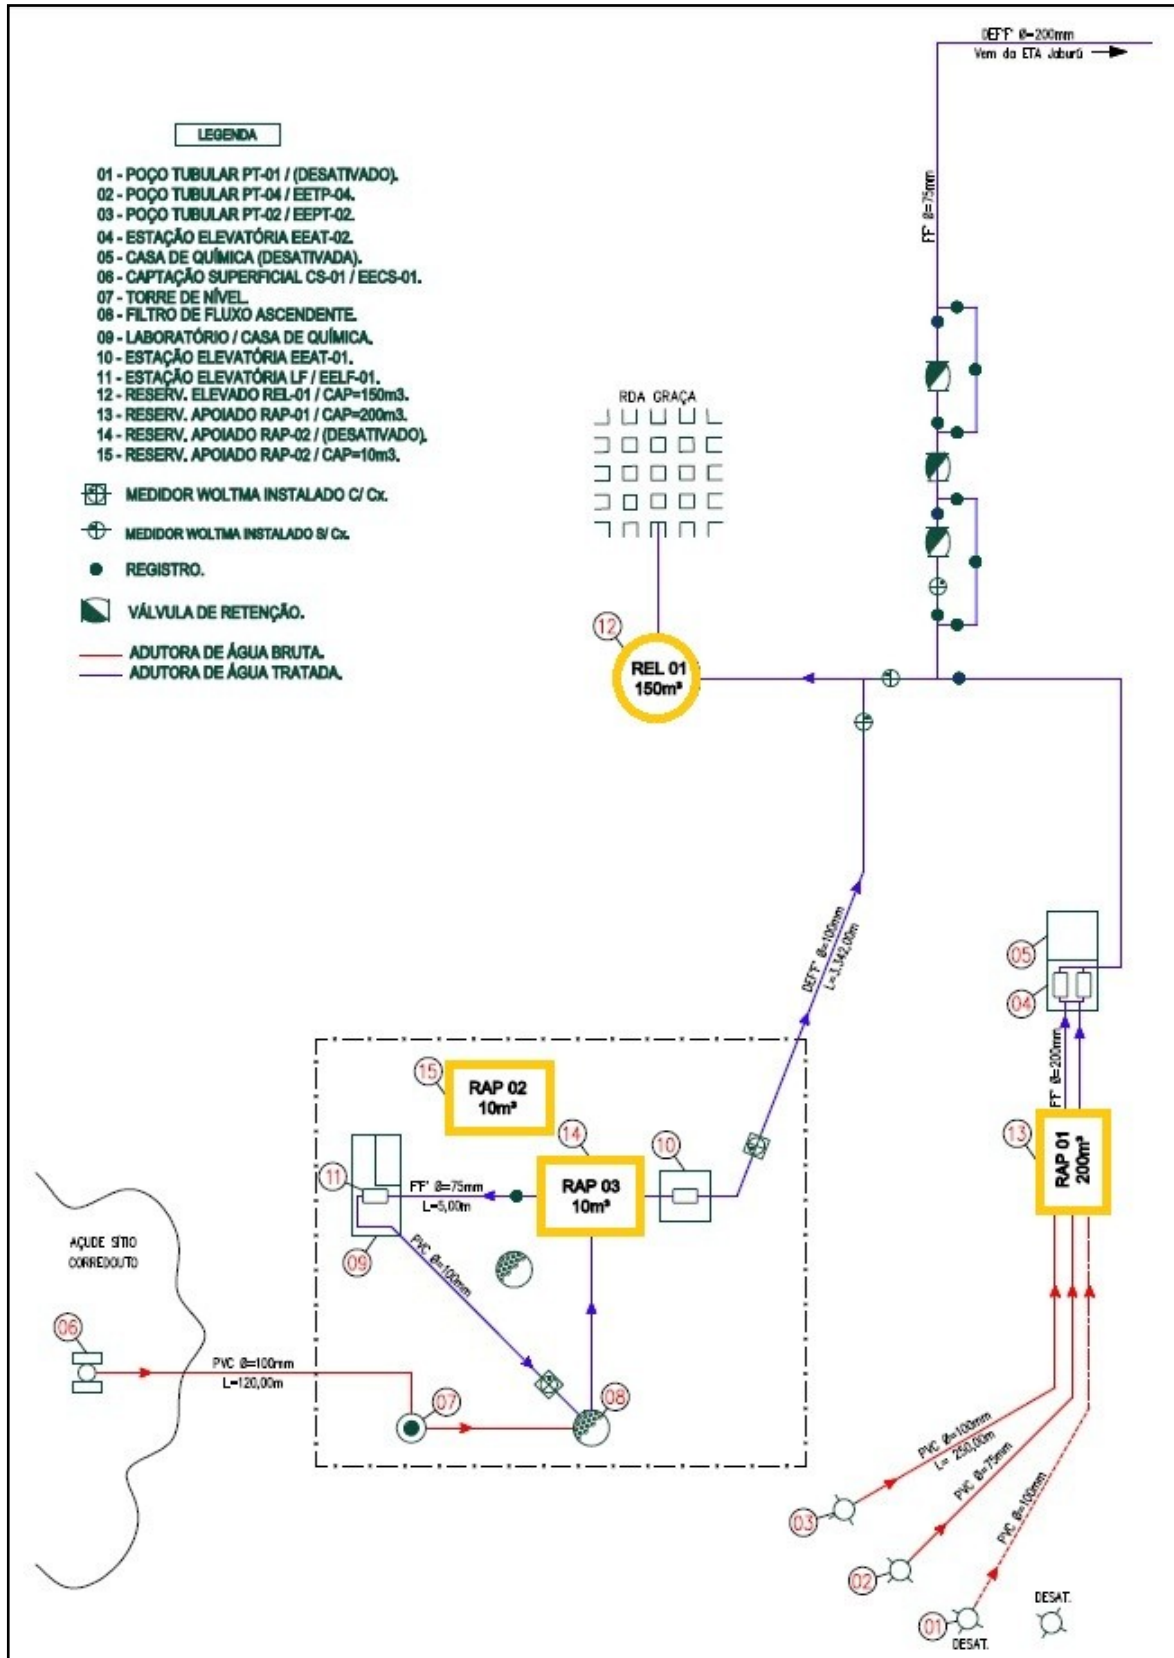 DEF'F' Ø=200mm
Vem da ETA Jaburú
LEGENDA
01 - POÇO TUBULAR PT-01 / (DESATIVADO).
02 - POÇO TUBULAR PT-04 / EETP-04.
03 - POÇO TUBULAR PT-02 / EEPT-02.
04 - ESTAÇÃO ELEVATÓRIA EEAT-02.
05 - CASA DE QUÍMICA (DESATIVADA).
06 - CAPTAÇÃO SUPERFICIAL CS-01 / EECS-01.
07 - TORRE DE NÍVEL.
08 - FILTRO DE FLUXO ASCENDENTE.
09 - LABORATÓRIO / CASA DE QUÍMICA.
10 - ESTAÇÃO ELEVATÓRIA EEAT-01.
11 - ESTAÇÃO ELEVATÓRIA LF / EELF-01.
12 - RESERV. ELEVADO REL-01 / CAP=150m3.
13 - RESERV. APOIADO RAP-01 / CAP=200m3.
14 - RESERV. APOIADO RAP-02 / (DESATIVADO).
15 - RESERV. APOIADO RAP-02 / CAP=10m3.
MEDIDOR WOLTMA INSTALADO C/ Cx.
MEDIDOR WOLTMA INSTALADO S/ Cx.
REGISTRO.
VÁLVULA DE RETENÇÃO.
ADUTORA DE ÁGUA BRUTA.
ADUTORA DE ÁGUA TRATADA.
F'F' Ø=75mm
RDA GRAÇA
12
REL 01
150m³
DEF'F' Ø=100mm
L=3.342,00m
05
04
F'F' Ø=200mm
13
RAP 01
200m³
15
RAP 02
10m³
14
10
11
F'F' Ø=75mm
L=5,00m
RAP 03
10m³
09
PVC Ø=100mm
AÇUDE SÍTIO
CORREDOUTO
06
PVC Ø=100mm
L=120,00m
07
08
PVC Ø=100mm
L= 250,00m
PVC Ø=75mm
PVC Ø=100mm
03
02
01
DESAT.
DESAT.